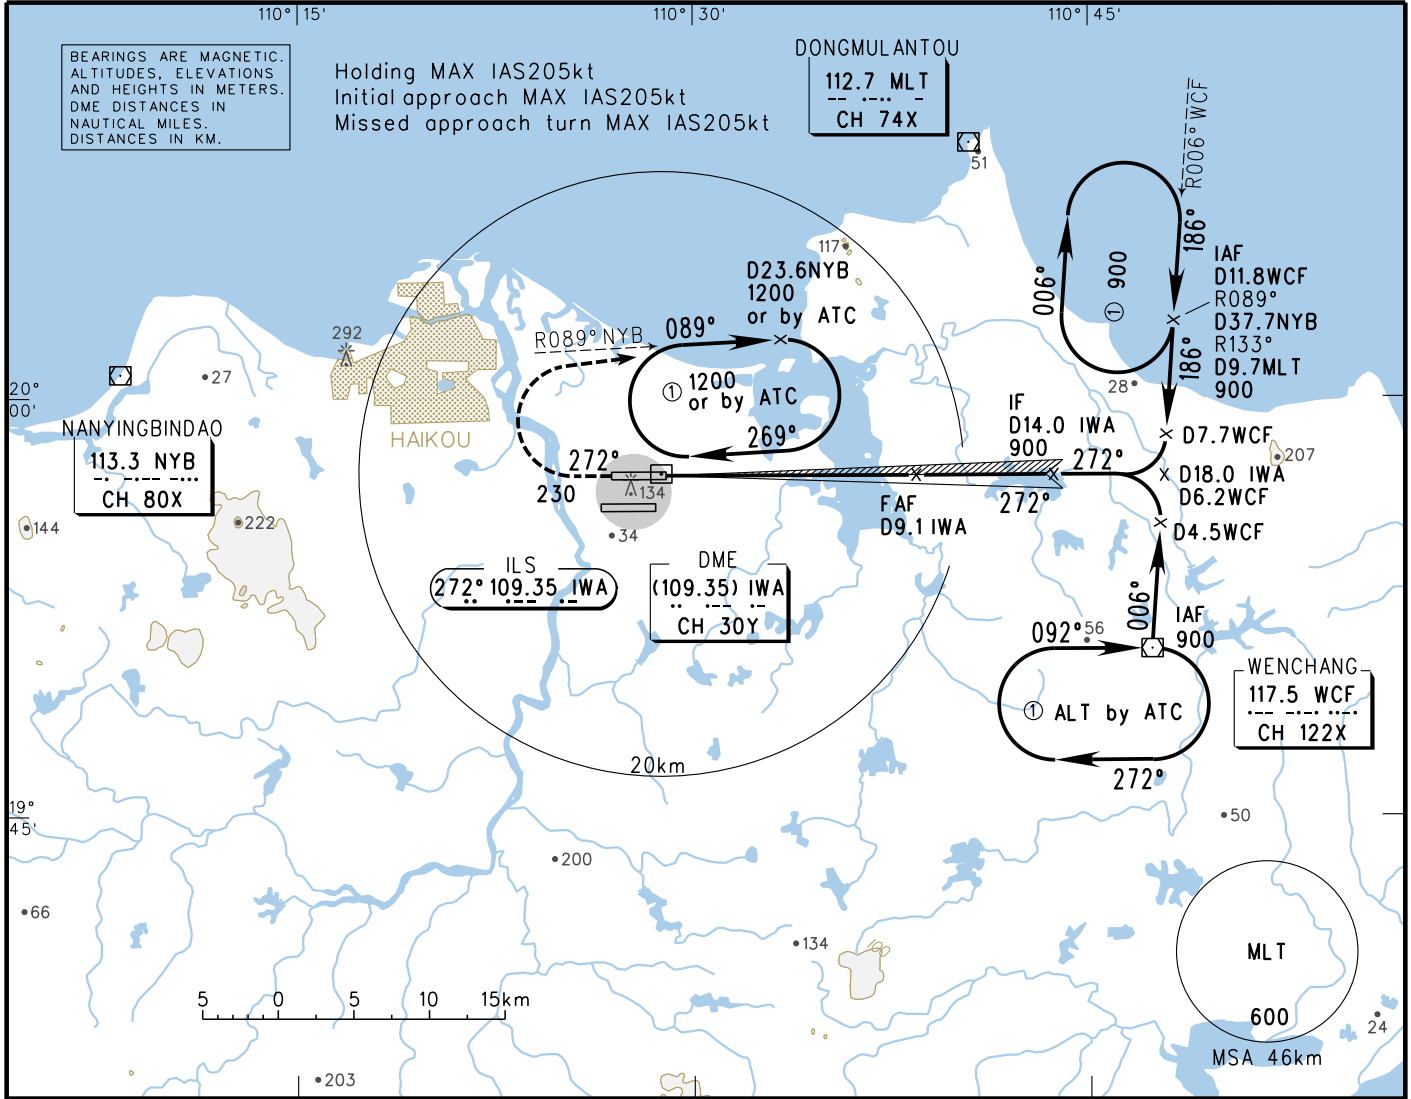 110° 15'
110° 30'
110° 45'
BEARINGS ARE MAGNETIC.
ALTITUDES, ELEVATIONS
AND HEIGHTS IN METERS.
DME DISTANCES IN
NAUTICAL MILES.
DISTANCES IN KM.
Holding MAX IAS205kt
Initial approach MAX IAS205kt
Missed approach turn MAX IAS205kt
DONGMULANTOU
112.7 MLT
CH 74X
51
R006° WCF
186°
006°
① 900
117
IAF
D11.8WCF
R089°
D37.7NYB
R133°
D9.7MLT
900
D23.6NYB
1200
or by ATC
292
R089° NYB
089°
① 1200
or by ATC
269°
186°
28
27
20°
00'
NANYINGBINDAO
113.3 NYB
CH 80X
HAIKOU
IF
D14.0 IWA
900
D7.7WCF
207
272°
272°
D18.0 IWA
D6.2WCF
230
134
FAF
D9.1 IWA
272°
D4.5WCF
144
222
34
ILS
272° 109.35 IWA
DME
(109.35) IWA
CH 30Y
006°
IAF
900
092°
56
WENCHANG
117.5 WCF
CH 122X
① ALT by ATC
272°
20km
19°
45'
50
200
66
134
MLT
600
MSA 46km
24
5 0 5 10 15km
203